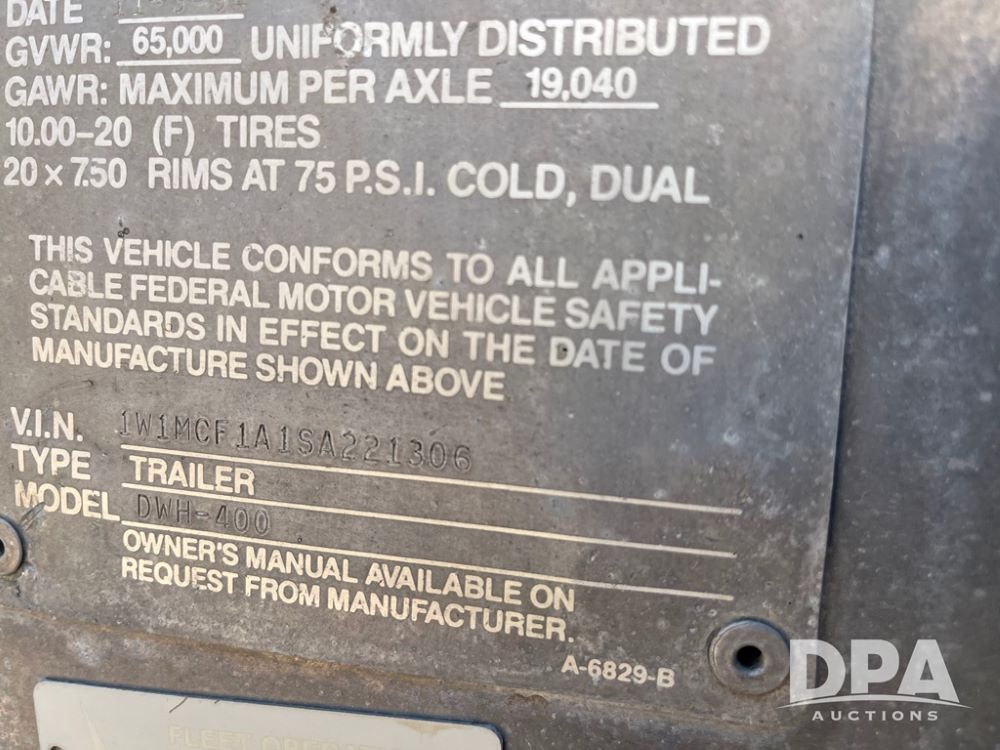 DATE
GVWR: 65,000 UNIFORMLY DISTRIBUTED
GAWR: MAXIMUM PER AXLE 19,040
10.00-20 (F) TIRES
20 x 7.50 RIMS AT 75 P.S.I. COLD, DUAL
THIS VEHICLE CONFORMS TO ALL APPLI-
CABLE FEDERAL MOTOR VEHICLE SAFETY
STANDARDS IN EFFECT ON THE DATE OF
MANUFACTURE SHOWN ABOVE
V.I.N. 1W1MCF1A1SA221306
TYPE TRAILER
MODEL DWH-400
OWNER'S MANUAL AVAILABLE ON
REQUEST FROM MANUFACTURER.
A-6829-B
DPA
AUCTIONS
FLEET